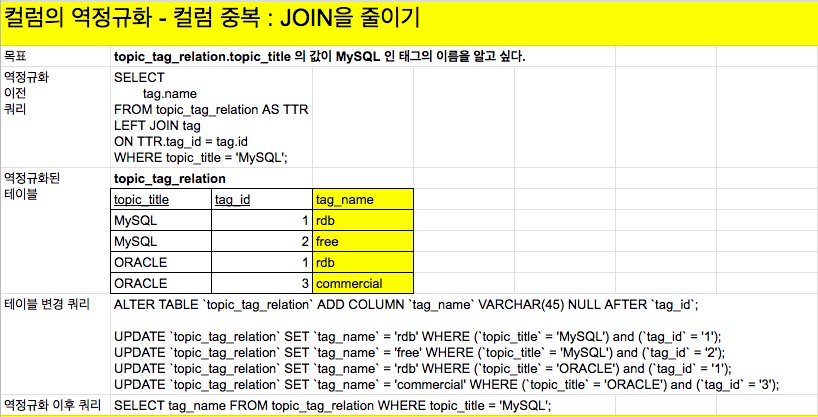 컬럼의 역정규화 - 컬럼 중복 : JOIN을 줄이기
목표
topic_tag_relation.topic_title 의 값이 MySQL 인 태그의 이름을 알고 싶다.
역정규화
이전
쿼리
SELECT
tag.name
FROM topic_tag_relation AS TTR
LEFT JOIN tag
ON TTR.tag_id = tag.id
WHERE topic_title = 'MySQL';
역정규화된
테이블
topic_tag_relation
topic_title tag_id tag_name
MySQL 1 rdb
MySQL 2 free
ORACLE 1 rdb
ORACLE 3 commercial
테이블 변경 쿼리
ALTER TABLE `topic_tag_relation` ADD COLUMN `tag_name` VARCHAR(45) NULL AFTER `tag_id`;
UPDATE `topic_tag_relation` SET `tag_name` = 'rdb' WHERE (`topic_title` = 'MySQL') and (`tag_id` = '1');
UPDATE `topic_tag_relation` SET `tag_name` = 'free' WHERE (`topic_title` = 'MySQL') and (`tag_id` = '2');
UPDATE `topic_tag_relation` SET `tag_name` = 'rdb' WHERE (`topic_title` = 'ORACLE') and (`tag_id` = '1');
UPDATE `topic_tag_relation` SET `tag_name` = 'commercial' WHERE (`topic_title` = 'ORACLE') and (`tag_id` = '3');
역정규화 이후 쿼리
SELECT tag_name FROM topic_tag_relation WHERE topic_title = 'MySQL';